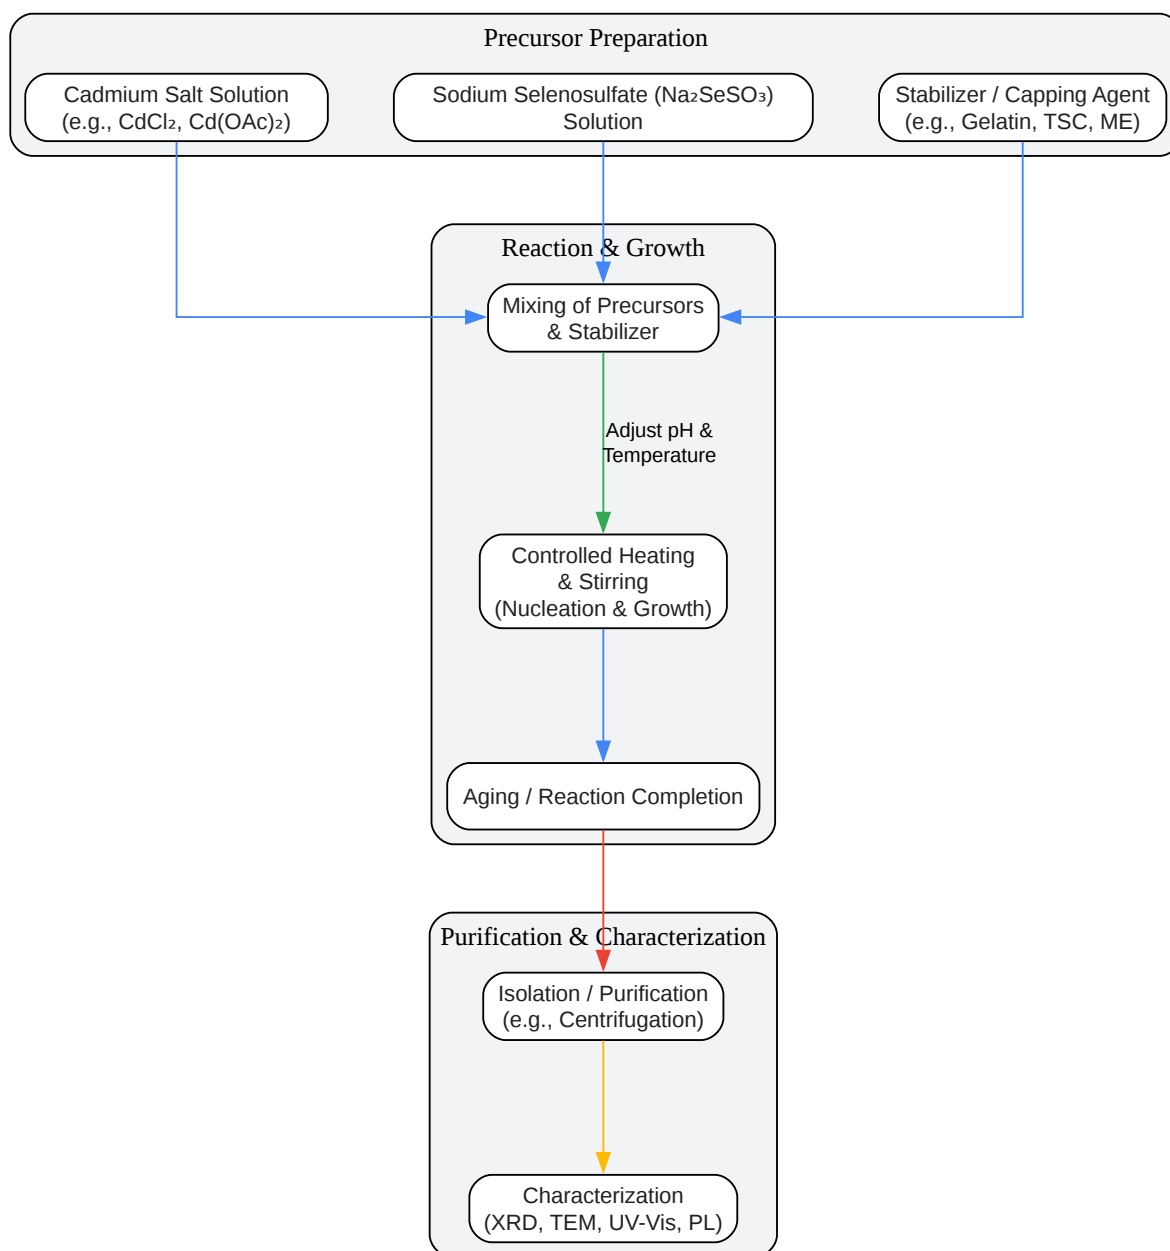 Precursor Preparation
Cadmium Salt Solution
(e.g., CdCl₂, Cd(OAc)₂)
Sodium Selenosulfate (Na₂SeSO₃)
Solution
Stabilizer / Capping Agent
(e.g., Gelatin, TSC, ME)
Reaction & Growth
Mixing of Precursors
& Stabilizer
Adjust pH &
Temperature
Controlled Heating
& Stirring
(Nucleation & Growth)
Aging / Reaction Completion
Purification & Characterization
Isolation / Purification
(e.g., Centrifugation)
Characterization
(XRD, TEM, UV-Vis, PL)